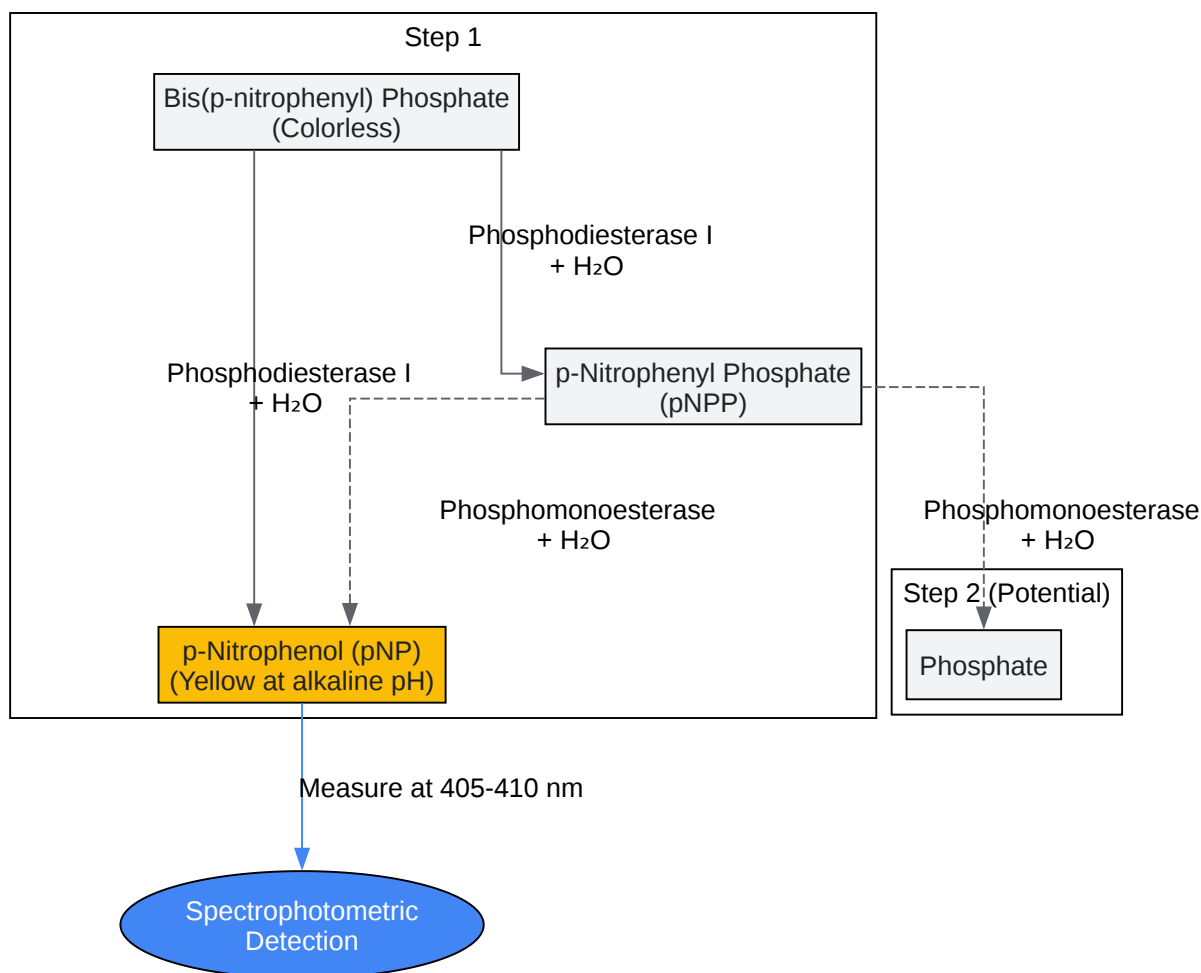 Step 1
Bis(p-nitrophenyl) Phosphate
(Colorless)
Phosphodiesterase I
+ H₂O
Phosphodiesterase I
+ H₂O
p-Nitrophenyl Phosphate
(pNPP)
Phosphomonoesterase
+ H₂O
Phosphomonoesterase
+ H₂O
Step 2 (Potential)
Phosphate
p-Nitrophenol (pNP)
(Yellow at alkaline pH)
Measure at 405-410 nm
Spectrophotometric
Detection